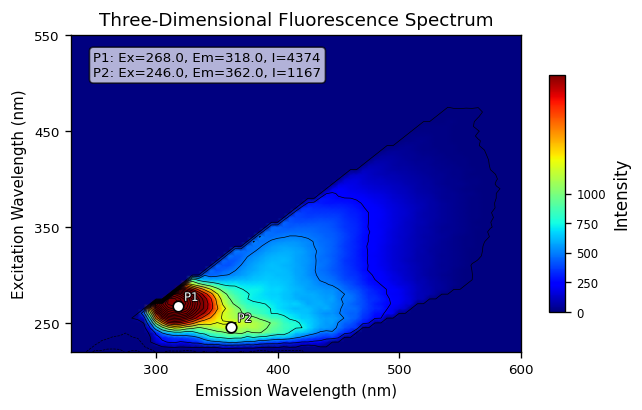 Three-Dimensional Fluorescence Spectrum
P1: Ex=268.0, Em=318.0, I=4374
P2: Ex=246.0, Em=362.0, I=1167
550
450
350
250
Excitation Wavelength (nm)
P1
P2
300
400
500
600
Emission Wavelength (nm)
1000
750
500
250
0
Intensity